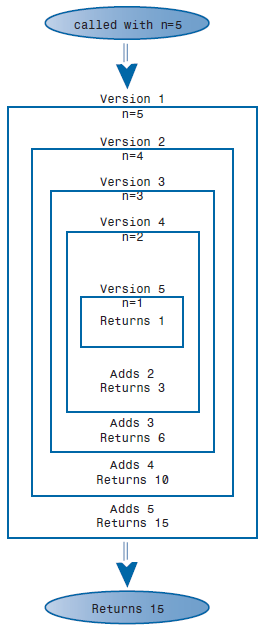 called with n=5
Version 1
n=5
Version 2
n=4
Version 3
n=3
Version 4
n=2
Version 5
n=1
Returns 1
Adds 2
Returns 3
Adds 3
Returns 6
Adds 4
Returns 10
Adds 5
Returns 15
Returns 15